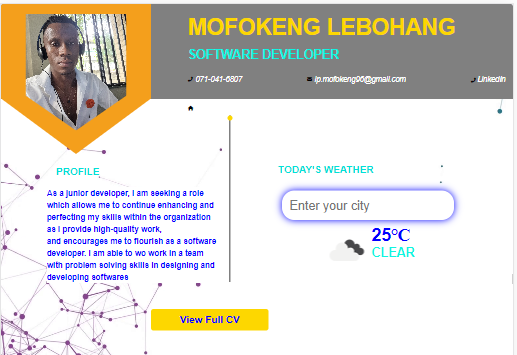 MOFOKENG LEBOHANG
SOFTWARE DEVELOPER
071-041-6807 lp.mofokeng96@gmail.com LinkedIn
PROFILE
As a junior developer, I am seeking a role
which allows me to continue enhancing and
perfecting my skills within the organization
as I provide high-quality work,
and encourages me to flourish as a software
developer. I am able to wo work in a team
with problem solving skills in designing and
developing softwares
View Full CV
TODAY'S WEATHER
Enter your city
25°C
CLEAR